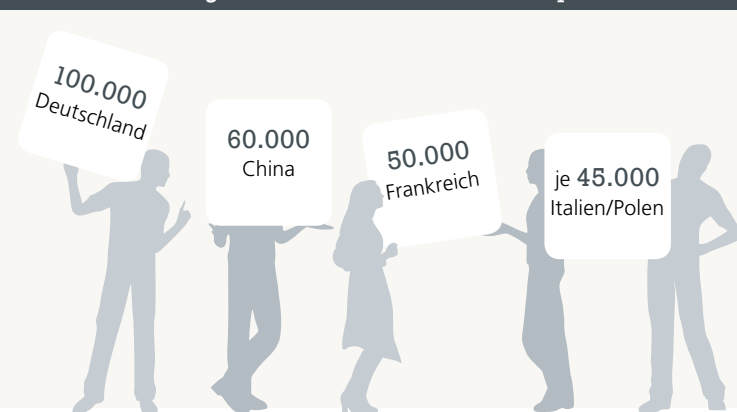 100.000
Deutschland
60.000
China
50.000
Frankreich
je 45.000
Italien/Polen